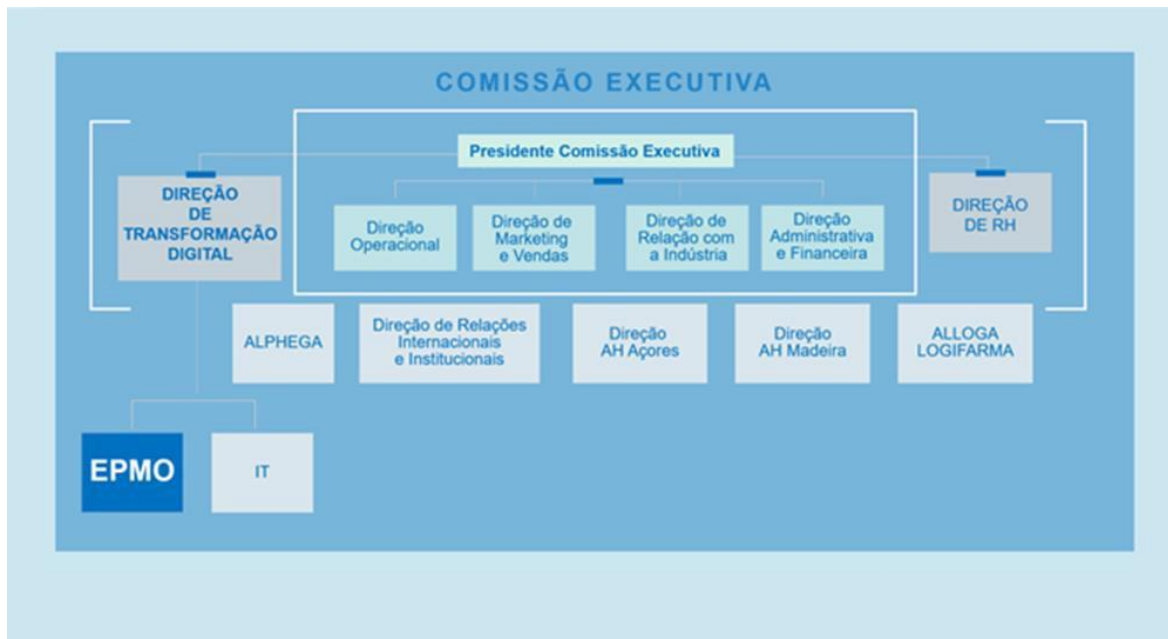 COMISSÃO EXECUTIVA
Presidente Comissão Executiva
DIREÇÃO
DE
TRANSFORMAÇÃO
DIGITAL
Direção
Operacional
Direção de
Marketing
e Vendas
Direção de
Relação com
a Indústria
Direção
Administrativa
e Financeira
DIREÇÃO
DE RH
ALPHEGA
Direção de Relações
Internacionais
e Institucionais
Direção
AH Açores
Direção
AH Madeira
ALLOGA
LOGIFARMA
EPMO
IT